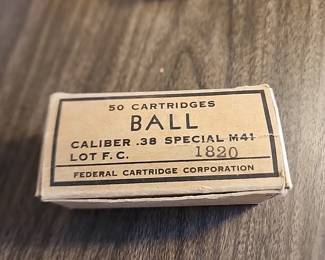 50 CARTRIDGES
BALL
CALIBER .38 SPECIAL M41
LOT F.C. 1820
FEDERAL CARTRIDGE CORPORATION